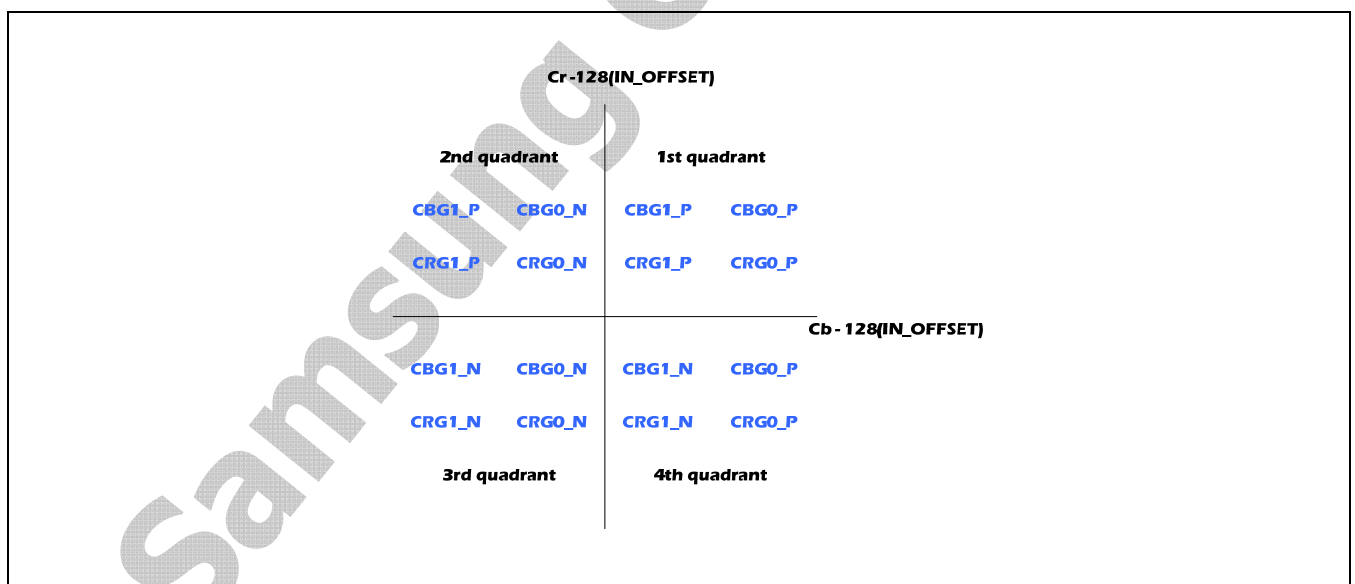 Cr-128(IN_OFFSET)
2nd quadrant 1st quadrant
CBG1_P CBG0_N CBG1_P CBG0_P
CRG1_P CRG0_N CRG1_P CRG0_P
Cb-128(IN_OFFSET)
CBG1_N CBG0_N CBG1_N CBG0_P
CRG1_N CRG0_N CRG1_N CRG0_P
3rd quadrant 4th quadrant
Samsung